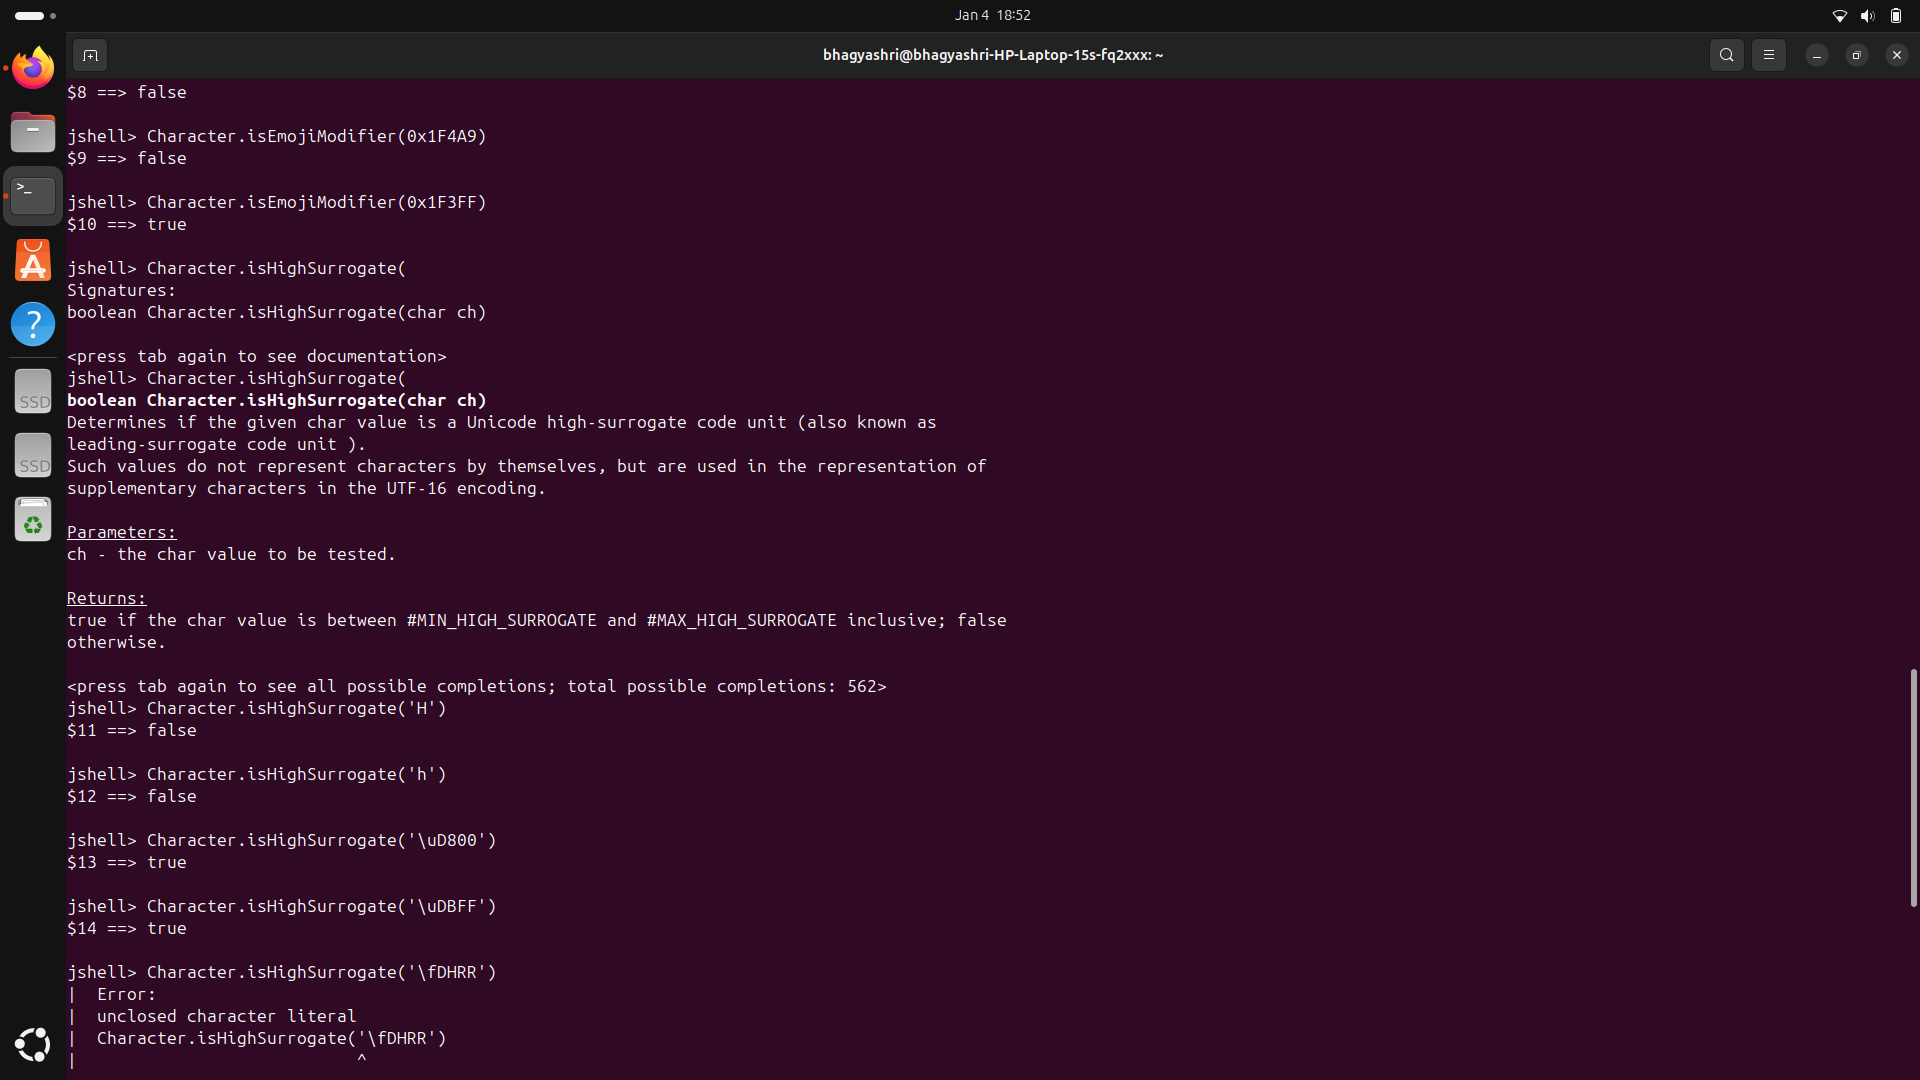 Jan 4 18:52
bhagyashri@bhagyashri-HP-Laptop-15s-fq2xxx: ~
$8 ==> false
jshell> Character.isEmojiModifier(0x1F4A9)
$9 ==> false
jshell> Character.isEmojiModifier(0x1F3FF)
$10 ==> true
jshell> Character.isHighSurrogate(
Signatures:
boolean Character.isHighSurrogate(char ch)
<press tab again to see documentation>
jshell> Character.isHighSurrogate(
boolean Character.isHighSurrogate(char ch)
Determines if the given char value is a Unicode high-surrogate code unit (also known as
leading-surrogate code unit ).
Such values do not represent characters by themselves, but are used in the representation of
supplementary characters in the UTF-16 encoding.
Parameters:
ch - the char value to be tested.
Returns:
true if the char value is between #MIN_HIGH_SURROGATE and #MAX_HIGH_SURROGATE inclusive; false
otherwise.
<press tab again to see all possible completions; total possible completions: 562>
jshell> Character.isHighSurrogate('H')
$11 ==> false
jshell> Character.isHighSurrogate('h')
$12 ==> false
jshell> Character.isHighSurrogate('\uD800')
$13 ==> true
jshell> Character.isHighSurrogate('\uDBFF')
$14 ==> true
jshell> Character.isHighSurrogate('\fDHRR')
|  Error:
|  unclosed character literal
|  Character.isHighSurrogate('\fDHRR')
|                            ^
>_
A
?
SSD
SSD